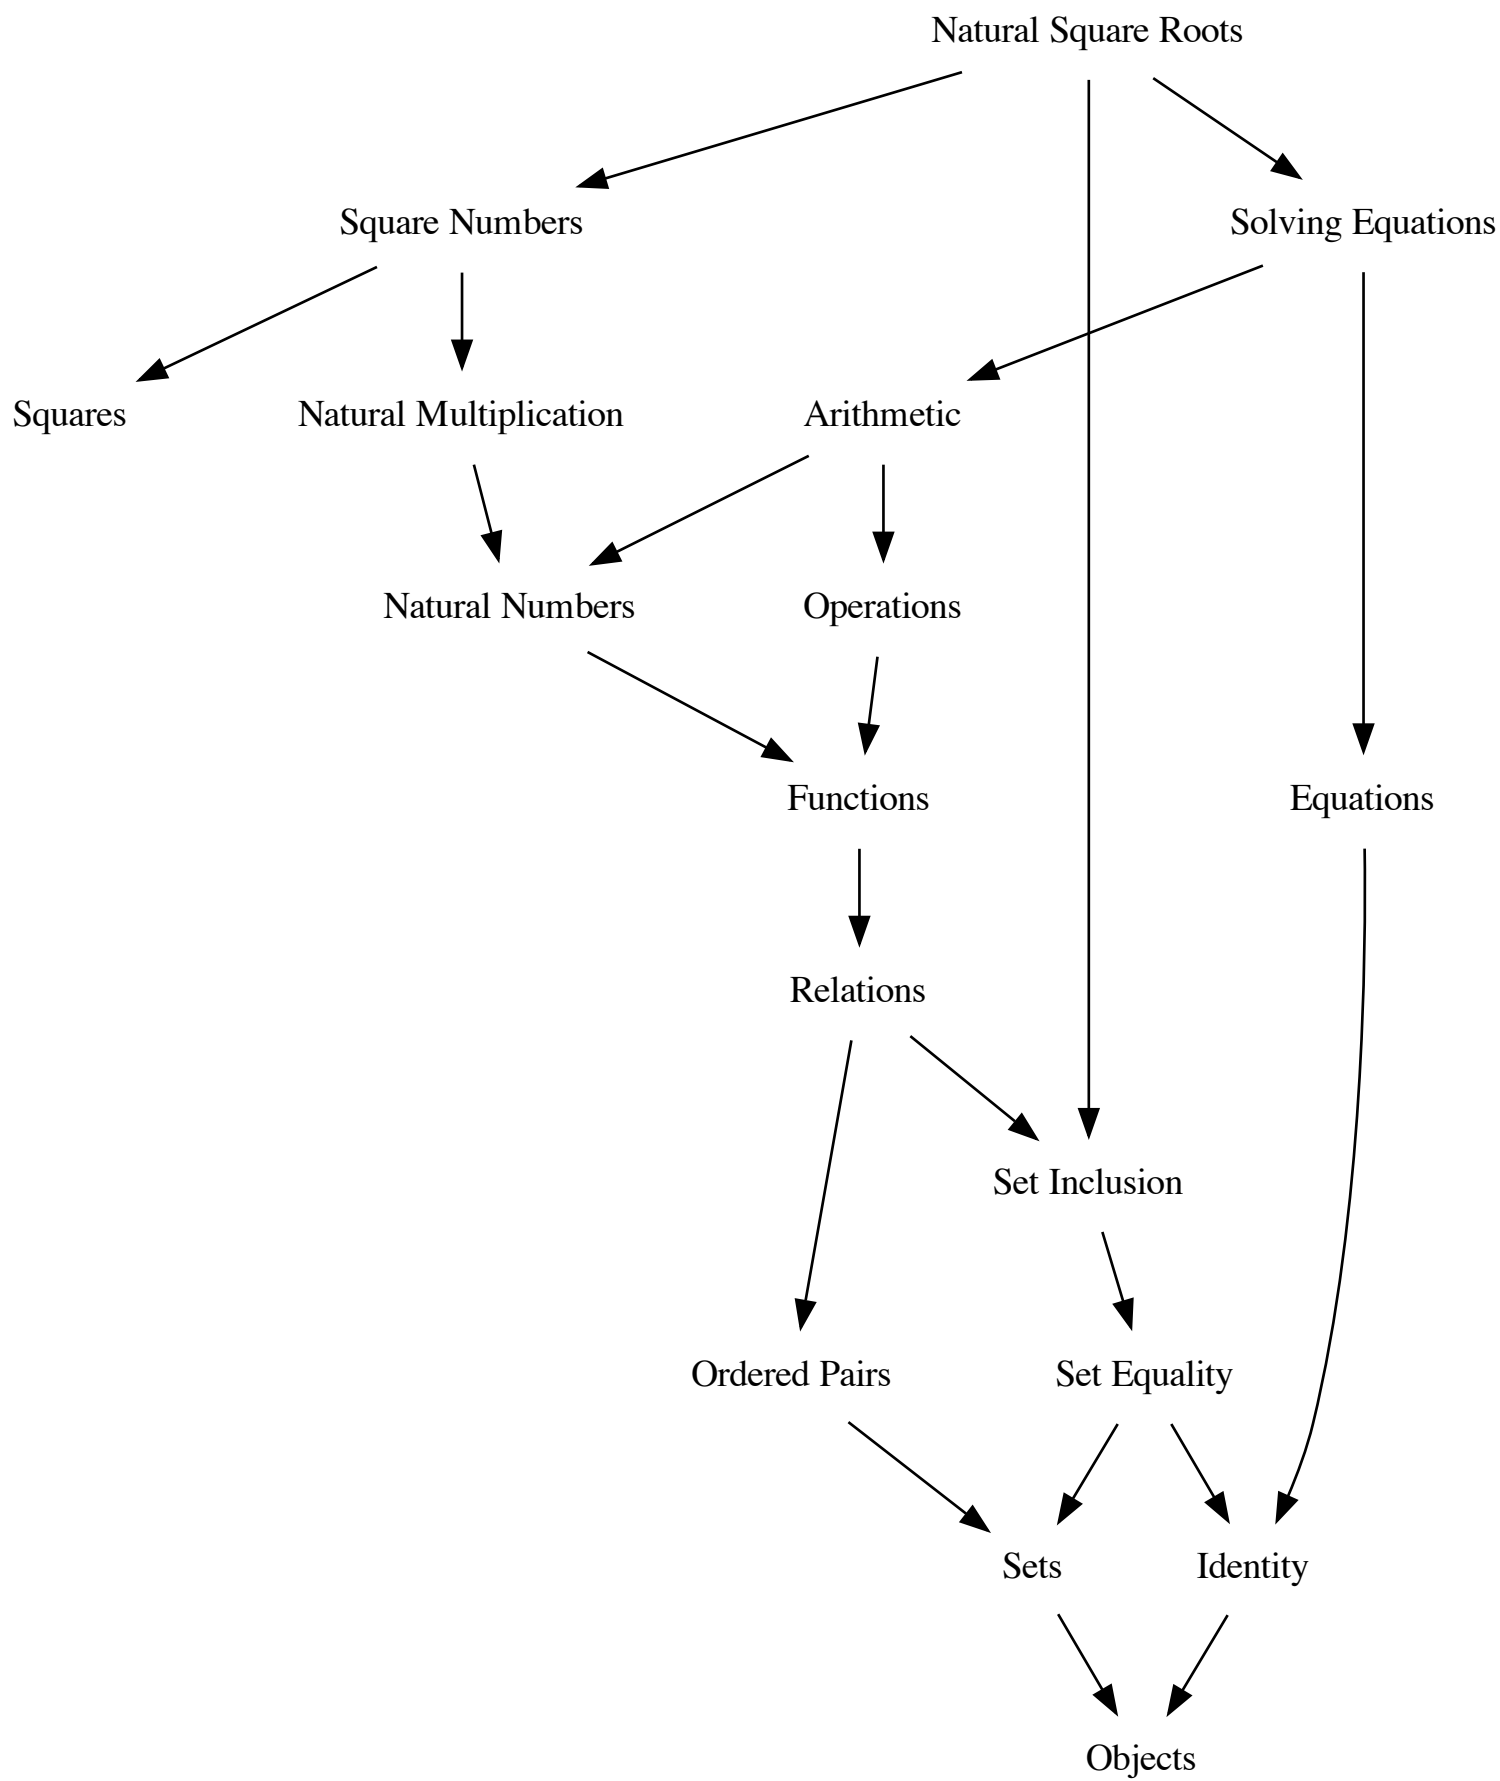 Natural Square Roots
Square Numbers
Solving Equations
Squares
Natural Multiplication
Arithmetic
Natural Numbers
Operations
Functions
Equations
Relations
Set Inclusion
Ordered Pairs
Set Equality
Sets
Identity
Objects